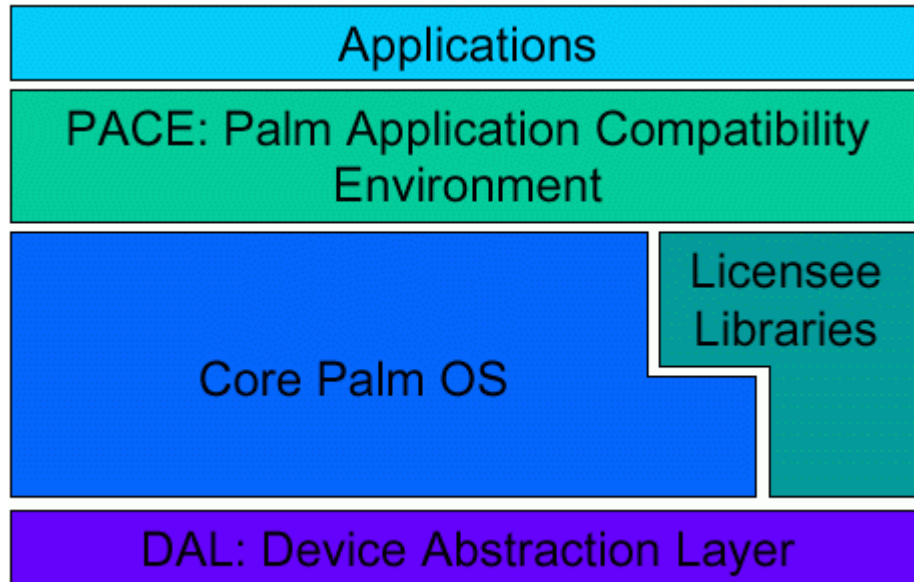 Applications
PACE: Palm Application Compatibility
Environment
Licensee
Libraries
Core Palm OS
DAL: Device Abstraction Layer